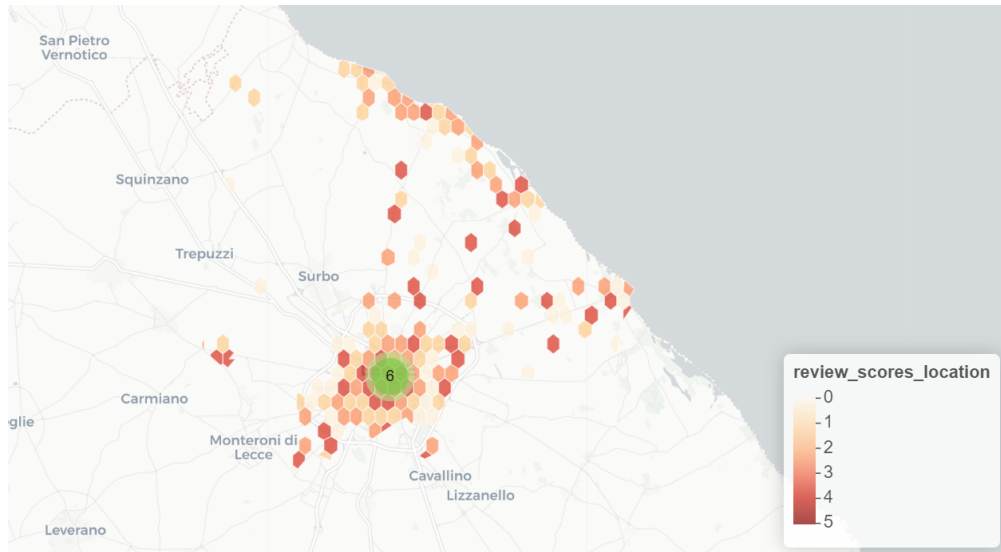 San Pietro
Vernotico
Squinzano
Trepuzzi
Surbo
6
Carmiano
glie
Monteroni di
Lecce
Cavallino
Lizzanello
Leverano
review_scores_location
0
1
2
3
4
5